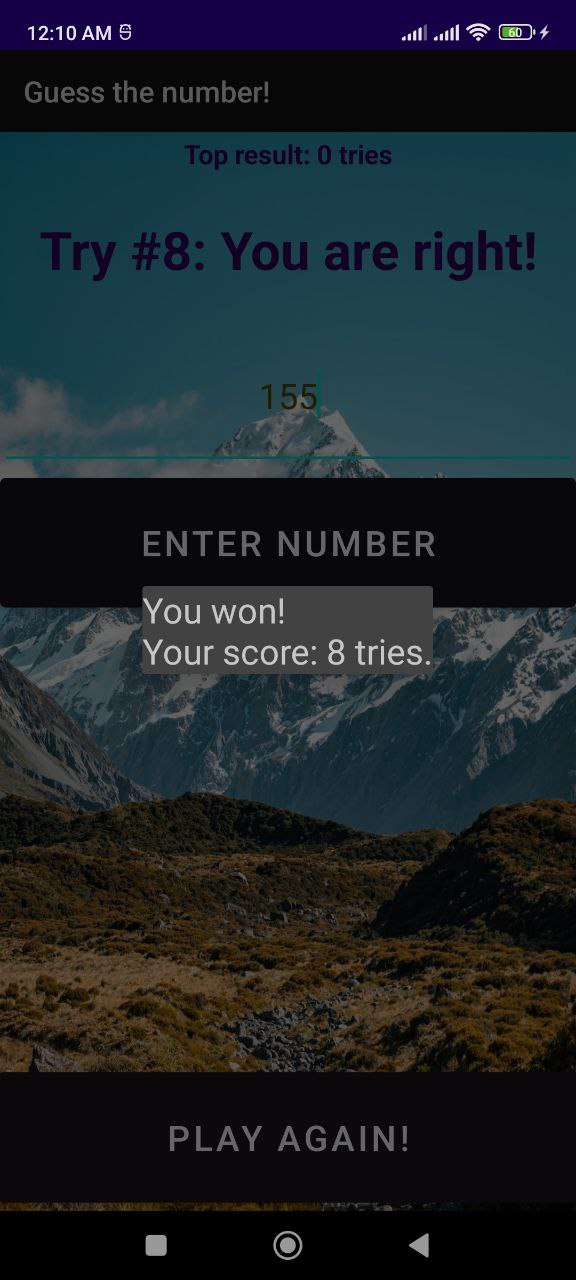 12:10 AM
60
Guess the number!
Top result: 0 tries
Try #8: You are right!
155
ENTER NUMBER
You won!
Your score: 8 tries.
PLAY AGAIN!